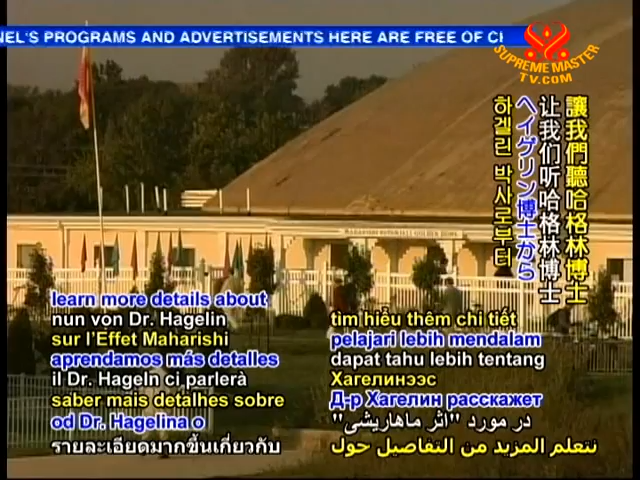 NEL'S PROGRAMS AND ADVERTISEMENTS HERE ARE FREE OF C
SUPREME MASTER
TV.COM
讓我們聽哈格林博士
让我们听哈格林博士
ヘイゲリン博士から
하겔린 박사로부터
learn more details about
nun von Dr. Hagelin
sur l'Effet Maharishi
aprendamos más detalles
il Dr. Hageln ci parlerà
saber mais detalhes sobre
od Dr. Hagelina o
รายละเอียดมากขึ้นเกี่ยวกับ
tìm hiểu thêm chi tiết
pelajari lebih mendalam
dapat tahu lebih tentang
Хагелинээс
Д-р Хагелин расскажет
در مورد "اثر ماهاریشی"
نتعلم المزيد من التفاصيل حول